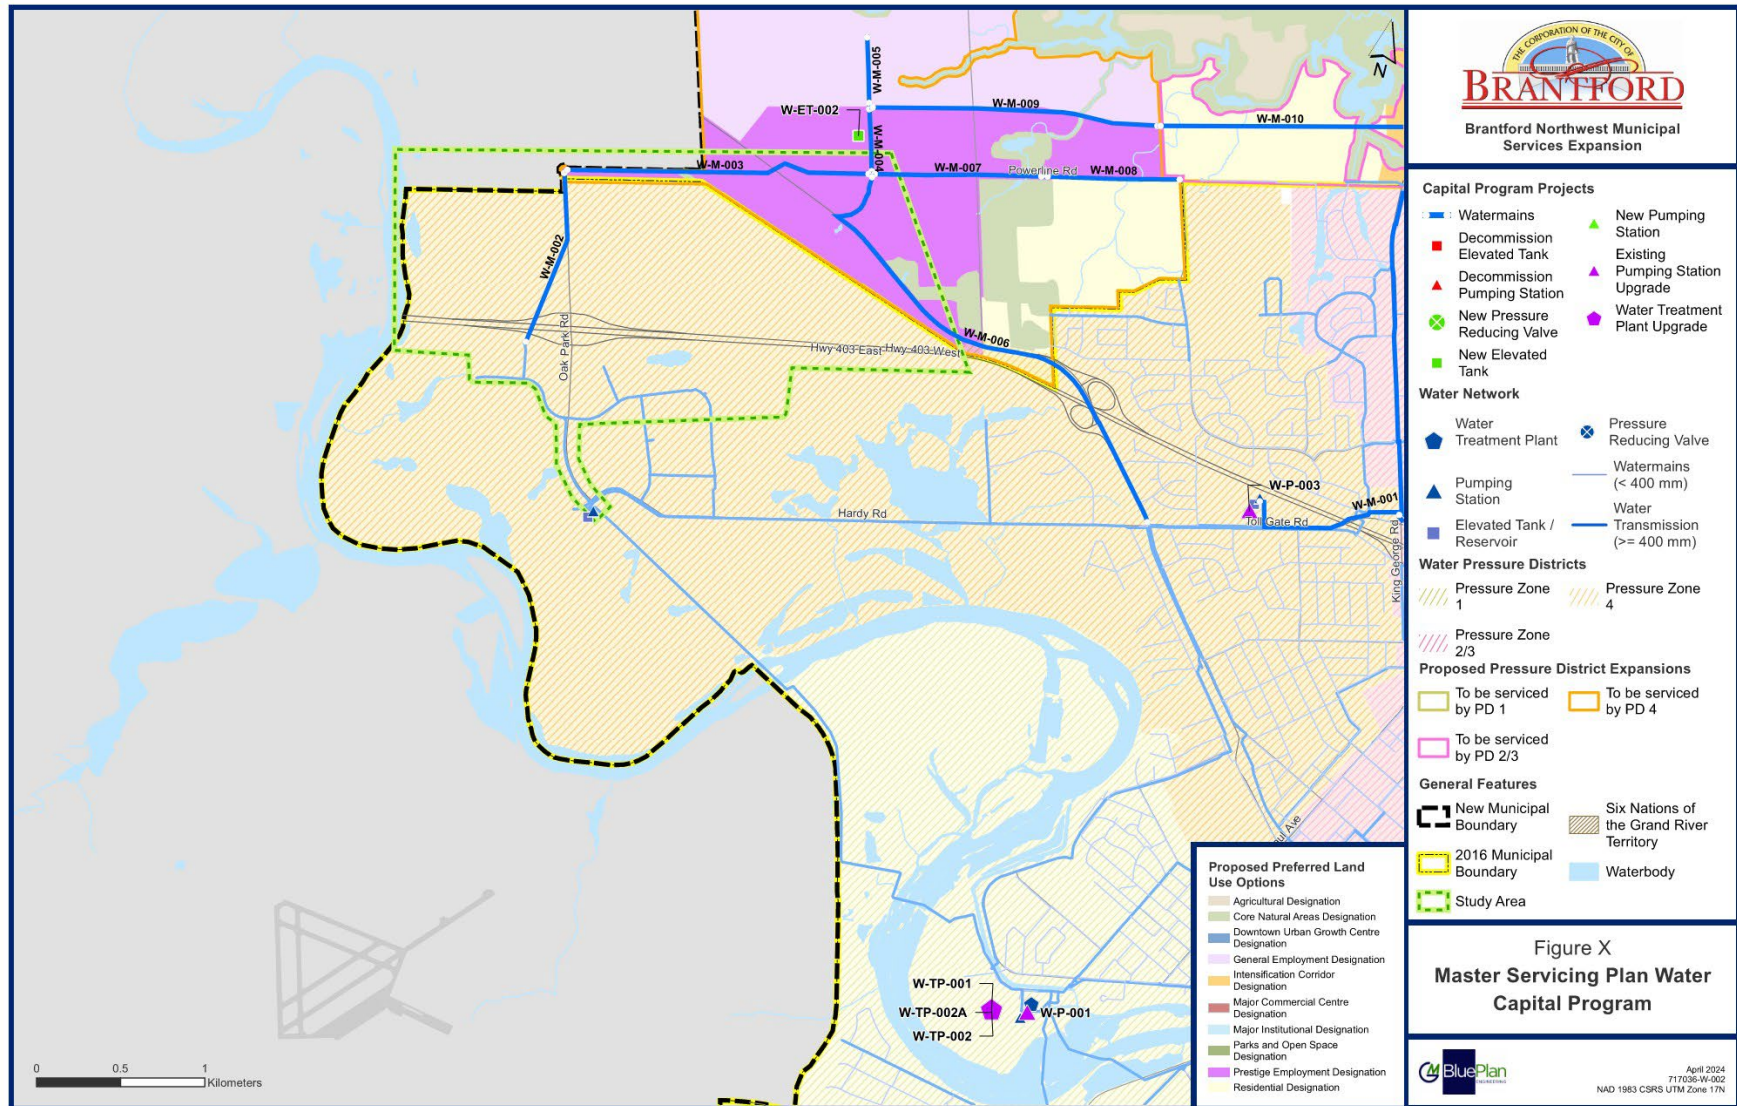 W-M-005
W-ET-002
W-M-009
W-M-010
W-M-004
W-M-003
W-M-007
Powerline Rd
W-M-008
W-M-002
Oak Park Rd
Hwy 403 East
Hwy 403 West
W-M-006
W-P-003
W-M-001
Hardy Rd
Toll Gate Rd
King George Rd
Ave
W-TP-001
W-TP-002A
W-TP-002
W-P-001
0 0.5 1
Kilometers
N
THE CORPORATION OF THE CITY OF
BRANTFORD
Brantford Northwest Municipal
Services Expansion
Capital Program Projects
Watermains
Decommission
Elevated Tank
Decommission
Pumping Station
New Pressure
Reducing Valve
New Elevated
Tank
New Pumping
Station
Existing
Pumping Station
Upgrade
Water Treatment
Plant Upgrade
Water Network
Water
Treatment Plant
Pumping
Station
Elevated Tank /
Reservoir
Pressure
Reducing Valve
Watermains
(< 400 mm)
Water
Transmission
(>= 400 mm)
Water Pressure Districts
Pressure Zone
1
Pressure Zone
4
Pressure Zone
2/3
Proposed Pressure District Expansions
To be serviced
by PD 1
To be serviced
by PD 4
To be serviced
by PD 2/3
General Features
New Municipal
Boundary
2016 Municipal
Boundary
Study Area
Six Nations of
the Grand River
Territory
Waterbody
Proposed Preferred Land
Use Options
Agricultural Designation
Core Natural Areas Designation
Downtown Urban Growth Centre
Designation
General Employment Designation
Intensification Corridor
Designation
Major Commercial Centre
Designation
Major Institutional Designation
Parks and Open Space
Designation
Prestige Employment Designation
Residential Designation
Figure X
Master Servicing Plan Water
Capital Program
GM BluePlan
ENGINEERING
April 2024
717036-W-002
NAD 1983 CSRS UTM Zone 17N